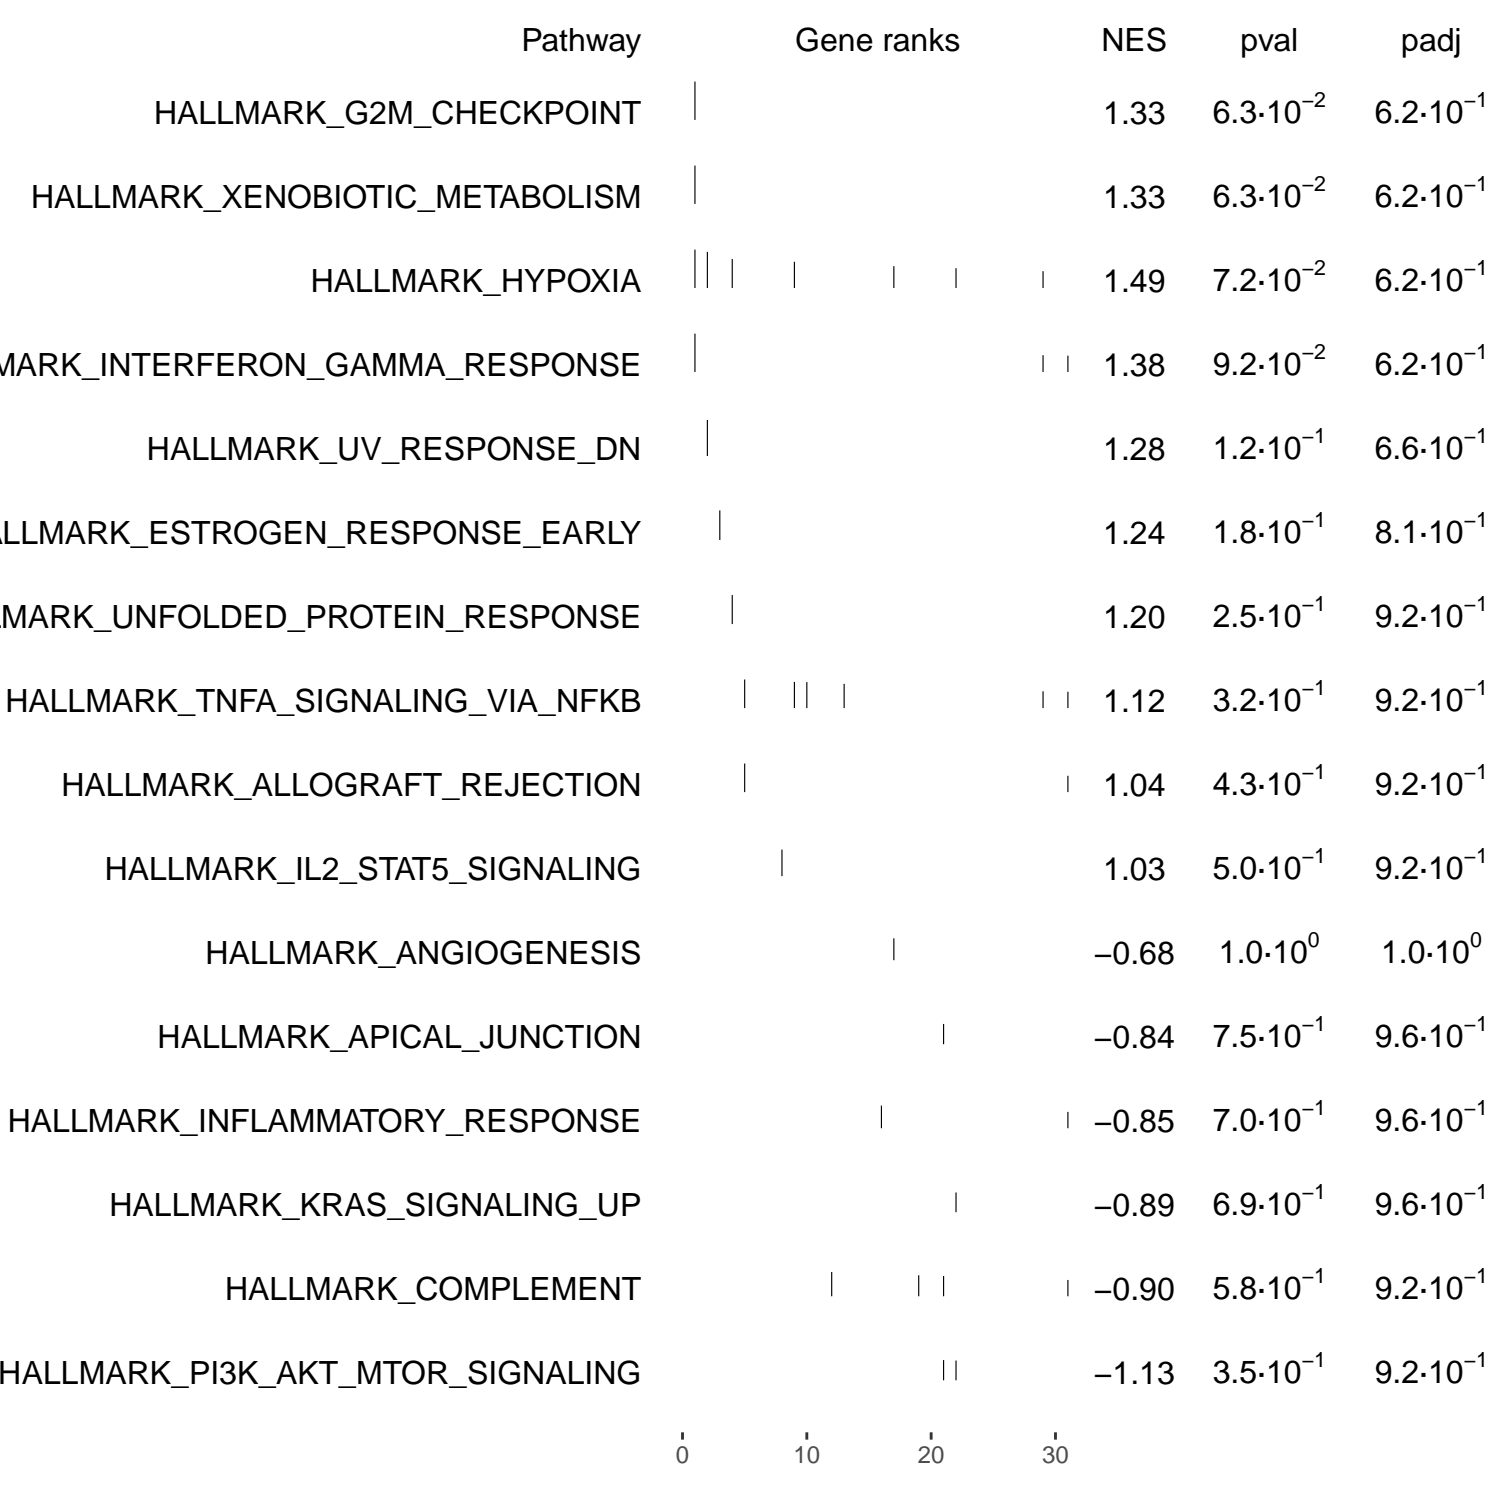 Pathway Gene ranks NES pval padj
HALLMARK_G2M_CHECKPOINT 1.33 6.3·10⁻² 6.2·10⁻¹
HALLMARK_XENOBIOTIC_METABOLISM 1.33 6.3·10⁻² 6.2·10⁻¹
HALLMARK_HYPOXIA 1.49 7.2·10⁻² 6.2·10⁻¹
MARK_INTERFERON_GAMMA_RESPONSE 1.38 9.2·10⁻² 6.2·10⁻¹
HALLMARK_UV_RESPONSE_DN 1.28 1.2·10⁻¹ 6.6·10⁻¹
ALLMARK_ESTROGEN_RESPONSE_EARLY 1.24 1.8·10⁻¹ 8.1·10⁻¹
LMARK_UNFOLDED_PROTEIN_RESPONSE 1.20 2.5·10⁻¹ 9.2·10⁻¹
HALLMARK_TNFA_SIGNALING_VIA_NFKB 1.12 3.2·10⁻¹ 9.2·10⁻¹
HALLMARK_ALLOGRAFT_REJECTION 1.04 4.3·10⁻¹ 9.2·10⁻¹
HALLMARK_IL2_STAT5_SIGNALING 1.03 5.0·10⁻¹ 9.2·10⁻¹
HALLMARK_ANGIOGENESIS −0.68 1.0·10⁰ 1.0·10⁰
HALLMARK_APICAL_JUNCTION −0.84 7.5·10⁻¹ 9.6·10⁻¹
HALLMARK_INFLAMMATORY_RESPONSE −0.85 7.0·10⁻¹ 9.6·10⁻¹
HALLMARK_KRAS_SIGNALING_UP −0.89 6.9·10⁻¹ 9.6·10⁻¹
HALLMARK_COMPLEMENT −0.90 5.8·10⁻¹ 9.2·10⁻¹
HALLMARK_PI3K_AKT_MTOR_SIGNALING −1.13 3.5·10⁻¹ 9.2·10⁻¹
0 10 20 30